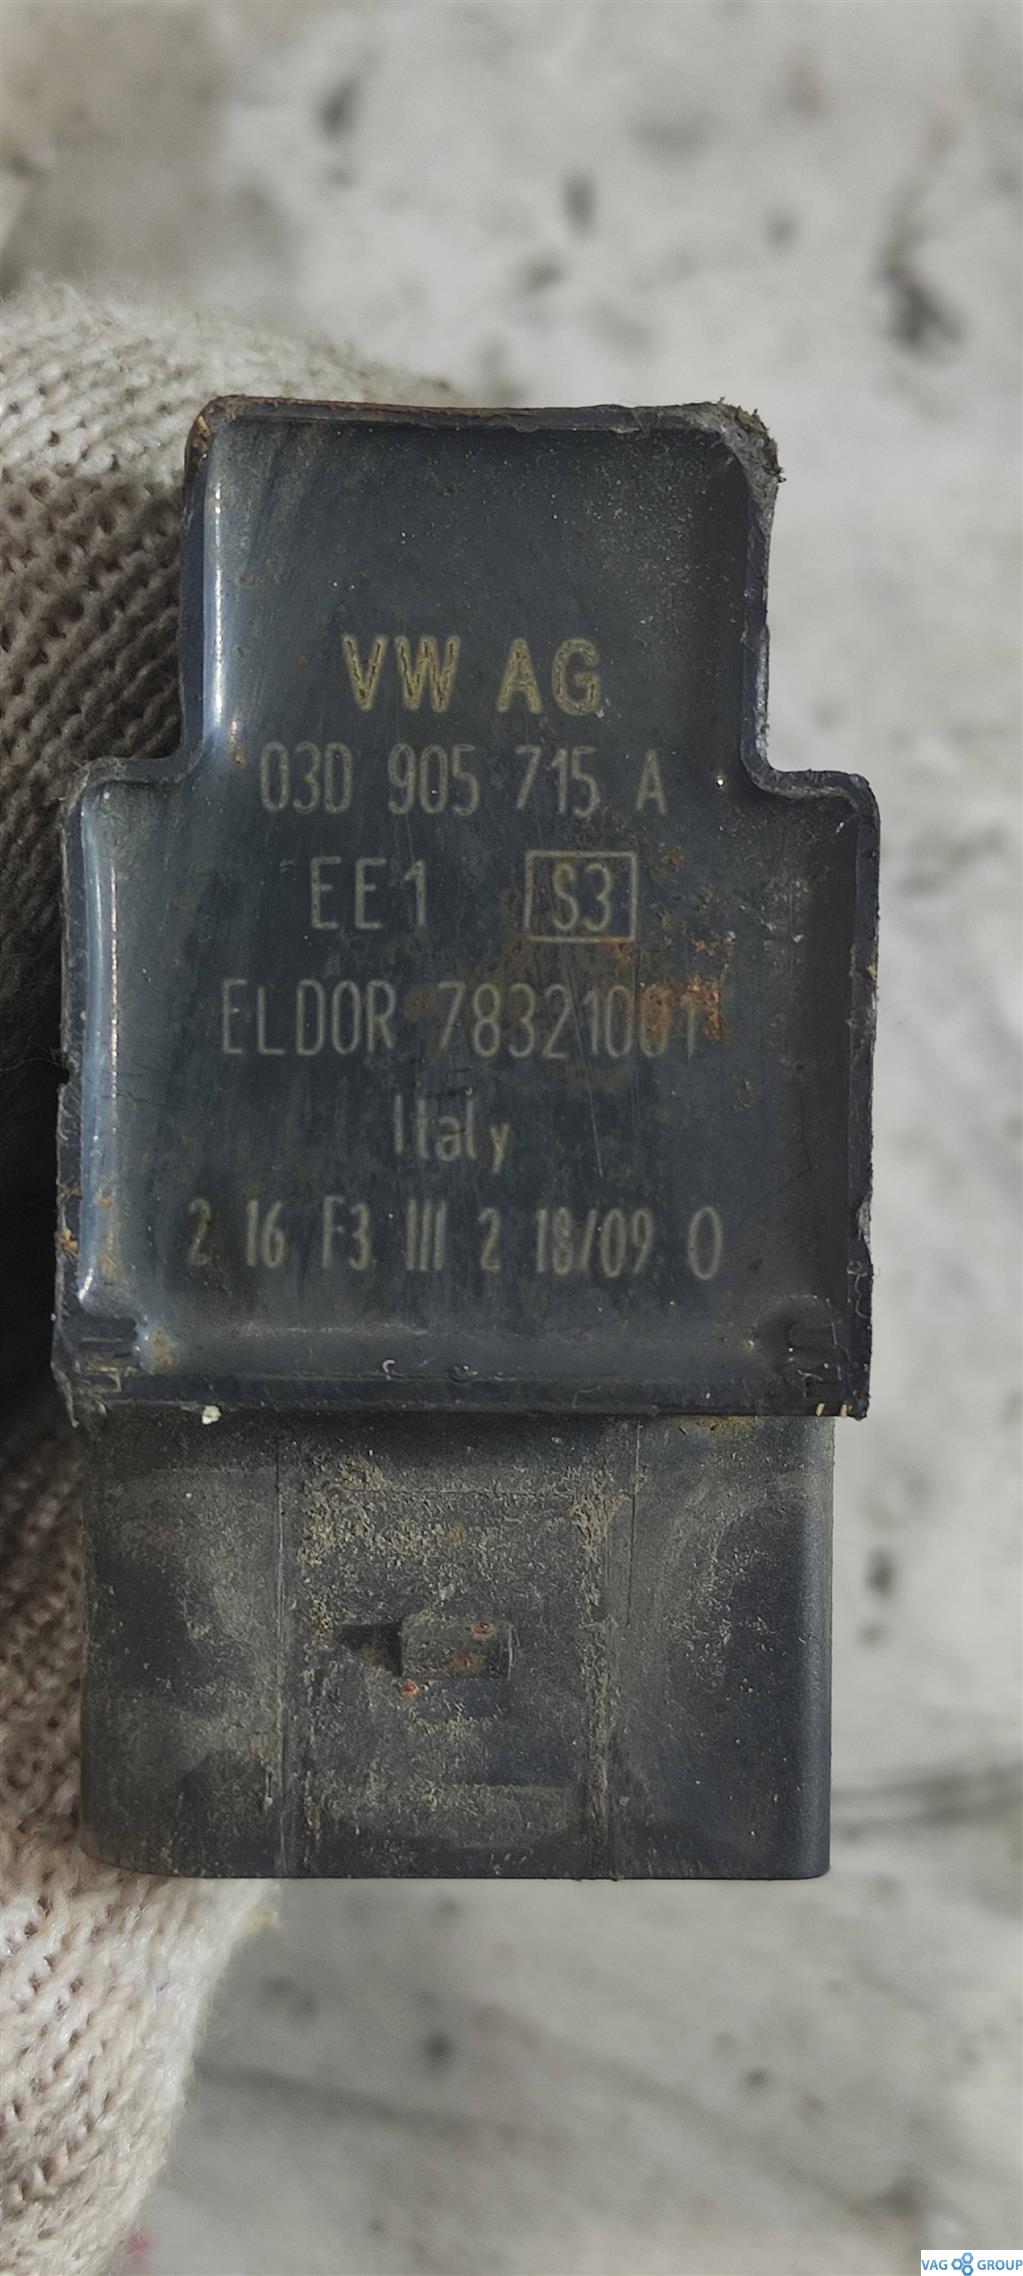 VW AG
03D 905 715 A
EE1 S3
ELDOR 78321001
Italy
2 16 F3 III 2 18/09 0
VAG GROUP